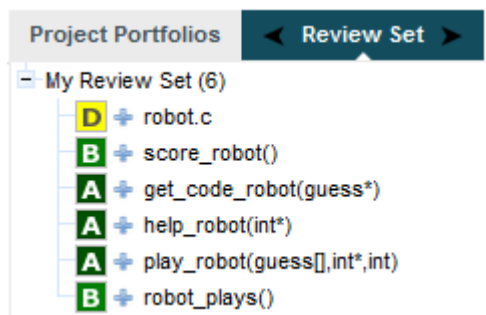 Project Portfolios Review Set
My Review Set (6)
D robot.c
B score_robot()
A get_code_robot(guess*)
A help_robot(int*)
A play_robot(guess[],int*,int)
B robot_plays()